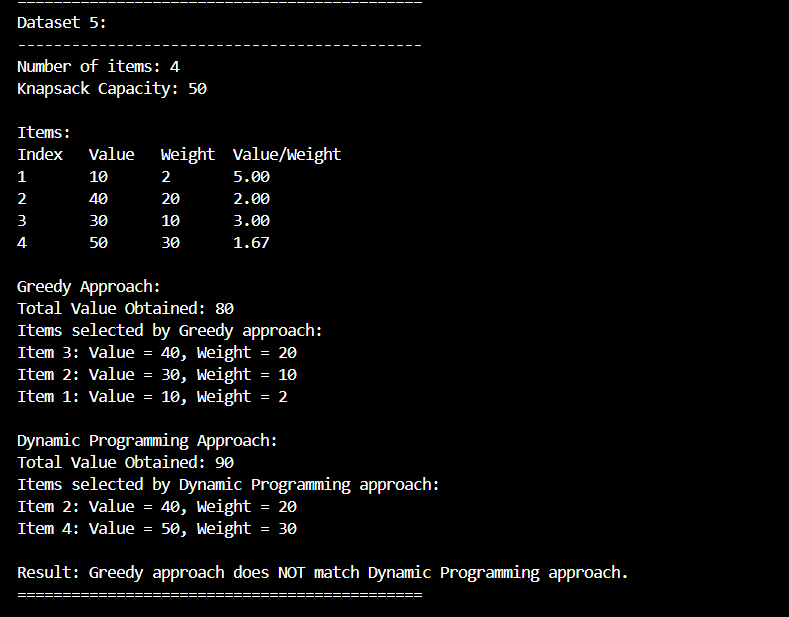 =============================================
Dataset 5:
---------------------------------------------
Number of items: 4
Knapsack Capacity: 50
Items:
Index   Value   Weight  Value/Weight
1       10      2       5.00
2       40      20      2.00
3       30      10      3.00
4       50      30      1.67
Greedy Approach:
Total Value Obtained: 80
Items selected by Greedy approach:
Item 3: Value = 40, Weight = 20
Item 2: Value = 30, Weight = 10
Item 1: Value = 10, Weight = 2
Dynamic Programming Approach:
Total Value Obtained: 90
Items selected by Dynamic Programming approach:
Item 2: Value = 40, Weight = 20
Item 4: Value = 50, Weight = 30
Result: Greedy approach does NOT match Dynamic Programming approach.
=============================================